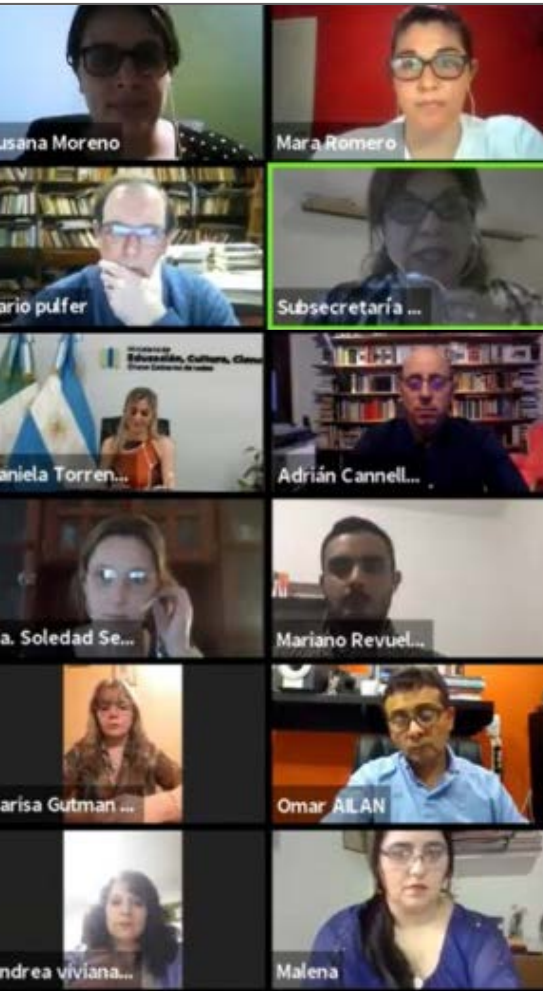 usana Moreno
Mara Romero
ario pulfer
Subsecretaría ...
Educación, Cultura, Cienc
aniela Torren...
Adrián Cannell...
a. Soledad Se...
Mariano Revuel...
arisa Gutman ...
Omar AILAN
ndrea viviana...
Malena